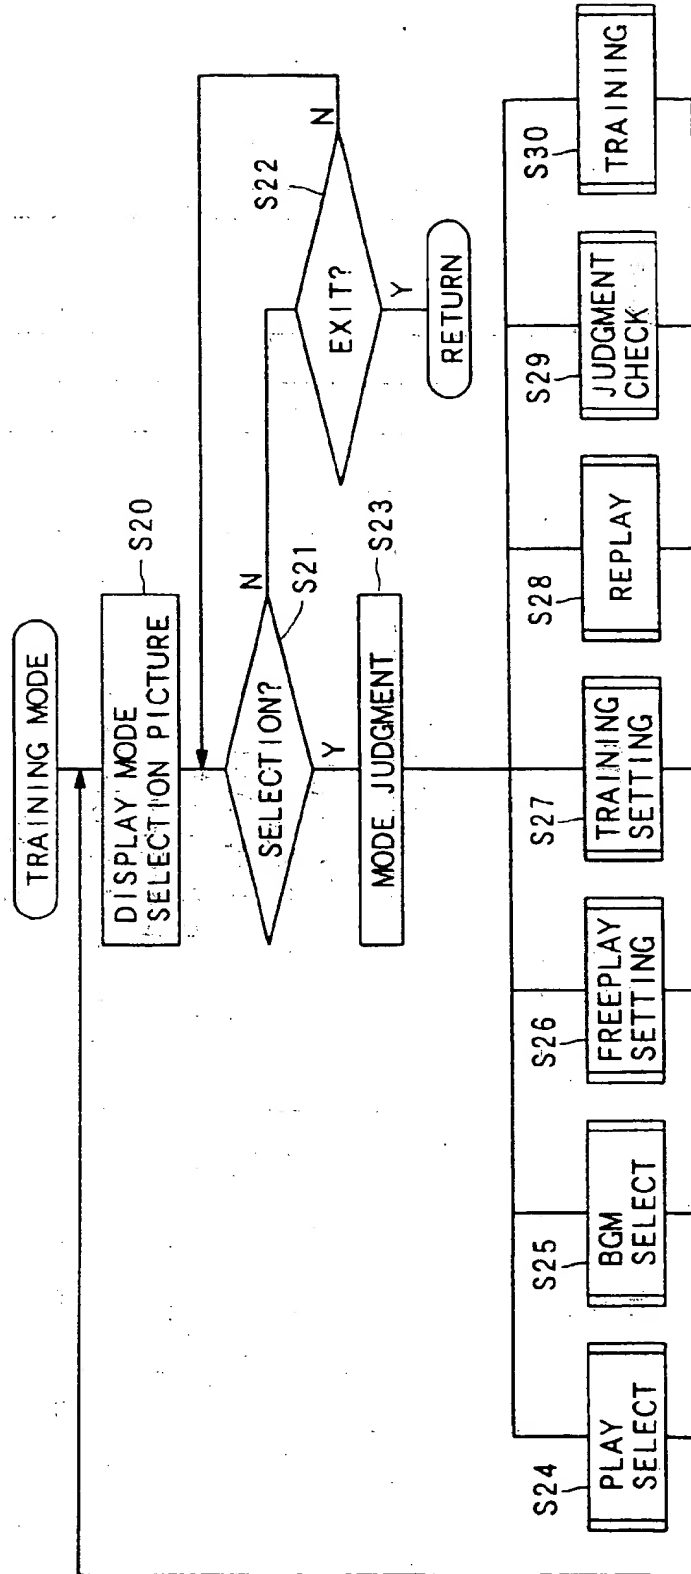 TRAINING MODE
DISPLAY MODE
SELECTION PICTURE
S20
SELECTION?
S21
N
Y
EXIT?
S22
N
Y
RETURN
MODE JUDGMENT
S23
S24
PLAY
SELECT
S25
BGM
SELECT
S26
FREEPLAY
SETTING
S27
TRAINING
SETTING
S28
REPLAY
S29
JUDGMENT
CHECK
S30
TRAINING